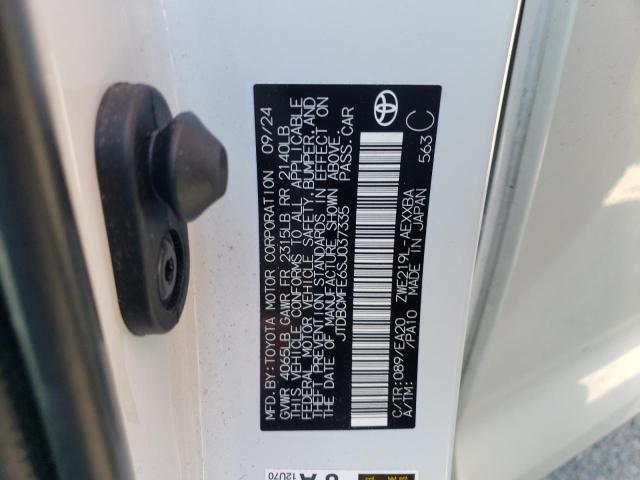 MFD.BY:TOYOTA MOTOR CORPORATION 09/24
GVWR 4065LB GAWR FR 2315LB RR 2140LB
THIS VEHICLE CONFORMS TO ALL APPLICABLE
FEDERAL MOTOR VEHICLE SAFETY, BUMPER, AND
THEFT PREVENTION STANDARDS IN EFFECT ON
THE DATE OF MANUFACTURE SHOWN ABOVE.
JTDBCMFE6SJ037335 PASS.CAR
C/TR:089/EA20 ZWE219L-AEXXBA
A/TM: /PA10 MADE IN JAPAN
563 C
12U70